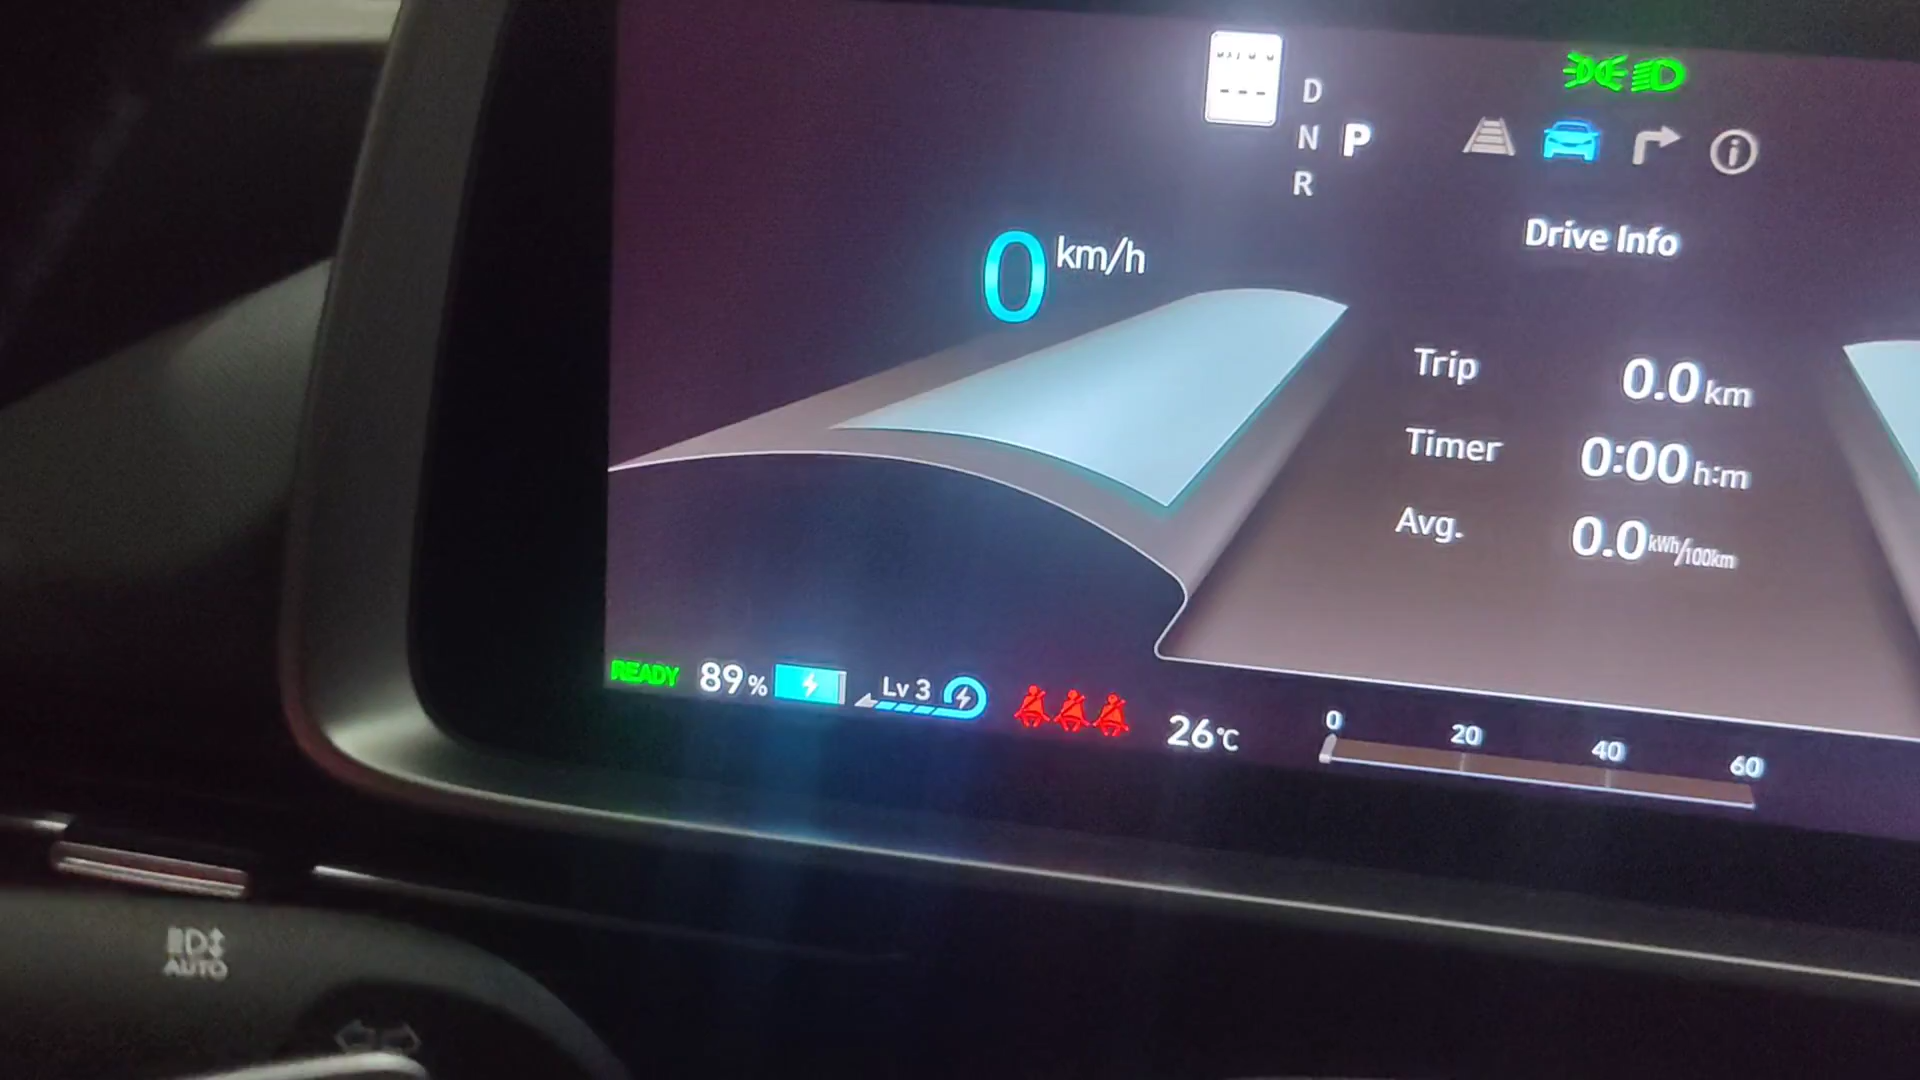 D
N P
R
0 km/h
Drive Info
Trip 0.0 km
Timer 0:00 h:m
Avg. 0.0 kWh/100km
READY 89% Lv 3 26°C
0 20 40 60
AUTO